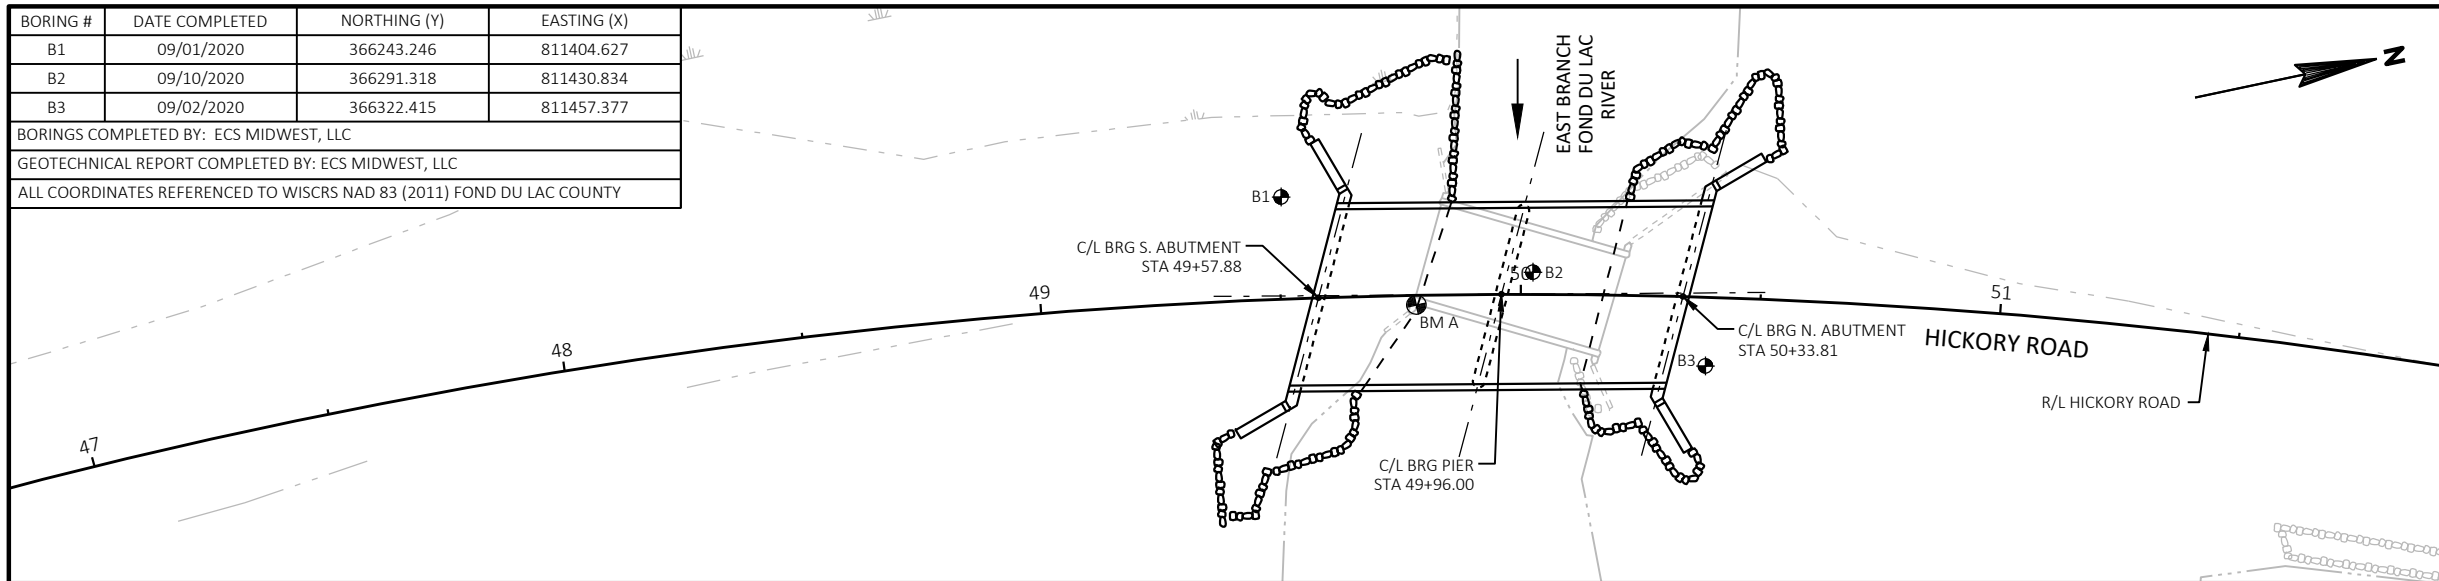 BORING # DATE COMPLETED NORTHING (Y) EASTING (X)
B1 09/01/2020 366243.246 811404.627
B2 09/10/2020 366291.318 811430.834
B3 09/02/2020 366322.415 811457.377
BORINGS COMPLETED BY: ECS MIDWEST, LLC
GEOTECHNICAL REPORT COMPLETED BY: ECS MIDWEST, LLC
ALL COORDINATES REFERENCED TO WISCRS NAD 83 (2011) FOND DU LAC COUNTY
EAST BRANCH
FOND DU LAC
RIVER
N
B1
C/L BRG S. ABUTMENT
STA 49+57.88
50
B2
BM A
47
48
49
51
C/L BRG N. ABUTMENT
STA 50+33.81
HICKORY ROAD
B3
R/L HICKORY ROAD
C/L BRG PIER
STA 49+96.00